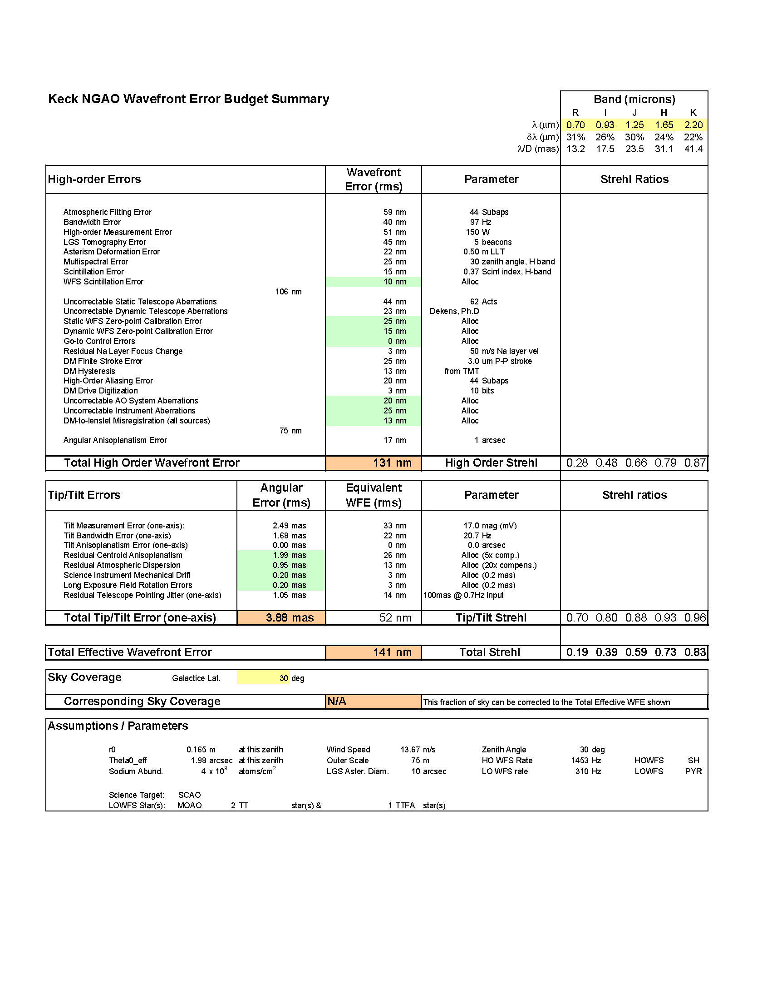 Keck NGAO Wavefront Error Budget Summary
Band (microns)
R I J H K
λ (μm) 0.70 0.93 1.25 1.65 2.20
δλ (μm) 31% 26% 30% 24% 22%
λ/D (mas) 13.2 17.5 23.5 31.1 41.4
High-order Errors Wavefront Error (rms) Parameter Strehl Ratios
Atmospheric Fitting Error 59 nm 44 Subaps
Bandwidth Error 40 nm 97 Hz
High-order Measurement Error 51 nm 150 W
LGS Tomography Error 45 nm 5 beacons
Asterism Deformation Error 22 nm 0.50 m LLT
Multispectral Error 25 nm 30 zenith angle, H band
Scintillation Error 15 nm 0.37 Scint index, H-band
WFS Scintillation Error 10 nm Alloc
106 nm
Uncorrectable Static Telescope Aberrations 44 nm 62 Acts
Uncorrectable Dynamic Telescope Aberrations 23 nm Dekens, Ph.D
Static WFS Zero-point Calibration Error 25 nm Alloc
Dynamic WFS Zero-point Calibration Error 15 nm Alloc
Go-to Control Errors 0 nm Alloc
Residual Na Layer Focus Change 3 nm 50 m/s Na layer vel
DM Finite Stroke Error 25 nm 3.0 um P-P stroke
DM Hysteresis 13 nm from TMT
High-Order Aliasing Error 20 nm 44 Subaps
DM Drive Digitization 3 nm 10 bits
Uncorrectable AO System Aberrations 20 nm Alloc
Uncorrectable Instrument Aberrations 25 nm Alloc
DM-to-lenslet Misregistration (all sources) 13 nm Alloc
75 nm
Angular Anisoplanatism Error 17 nm 1 arcsec
Total High Order Wavefront Error 131 nm High Order Strehl 0.28 0.48 0.66 0.79 0.87
Tip/Tilt Errors Angular Error (rms) Equivalent WFE (rms) Parameter Strehl ratios
Tilt Measurement Error (one-axis): 2.49 mas 33 nm 17.0 mag (mV)
Tilt Bandwidth Error (one-axis) 1.68 mas 22 nm 20.7 Hz
Tilt Anisoplanatism Error (one-axis) 0.00 mas 0 nm 0.0 arcsec
Residual Centroid Anisoplanatism 1.99 mas 26 nm Alloc (5x comp.)
Residual Atmospheric Dispersion 0.95 mas 13 nm Alloc (20x compens.)
Science Instrument Mechanical Drift 0.20 mas 3 nm Alloc (0.2 mas)
Long Exposure Field Rotation Errors 0.20 mas 3 nm Alloc (0.2 mas)
Residual Telescope Pointing Jitter (one-axis) 1.05 mas 14 nm 100mas @ 0.7Hz input
Total Tip/Tilt Error (one-axis) 3.88 mas 52 nm Tip/Tilt Strehl 0.70 0.80 0.88 0.93 0.96
Total Effective Wavefront Error 141 nm Total Strehl 0.19 0.39 0.59 0.73 0.83
Sky Coverage Galactice Lat. 30 deg
Corresponding Sky Coverage N/A This fraction of sky can be corrected to the Total Effective WFE shown
Assumptions / Parameters
r0 0.165 m at this zenith Wind Speed 13.67 m/s Zenith Angle 30 deg
Theta0_eff 1.98 arcsec at this zenith Outer Scale 75 m HO WFS Rate 1453 Hz HOWFS SH
Sodium Abund. 4 x 10⁹ atoms/cm² LGS Aster. Diam. 10 arcsec LO WFS rate 310 Hz LOWFS PYR
Science Target: SCAO
LOWFS Star(s): MOAO 2 TT star(s) & 1 TTFA star(s)